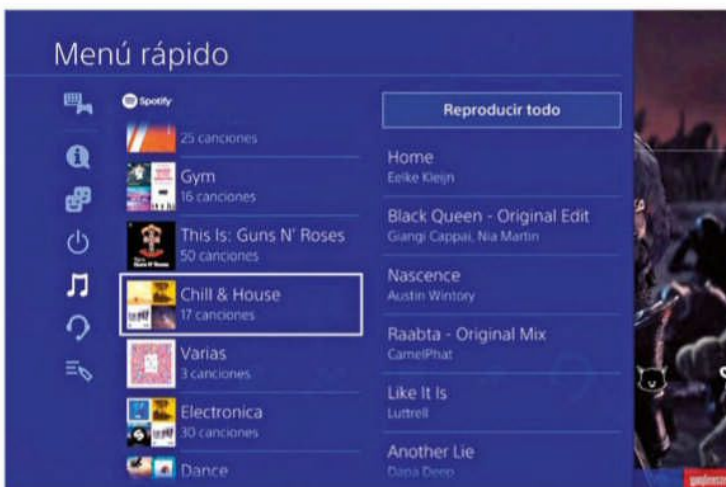 Menú rápido
Spotify
25 canciones
Gym
16 canciones
This Is: Guns N' Roses
50 canciones
Chill & House
17 canciones
Varias
3 canciones
Electronica
30 canciones
Dance
Reproducir todo
Home
Eelke Kleijn
Black Queen - Original Edit
Giangi Cappai, Nia Martin
Nascence
Austin Wintory
Raabta - Original Mix
CamelPhat
Like It Is
Luttrell
Another Lie
Dana Deep